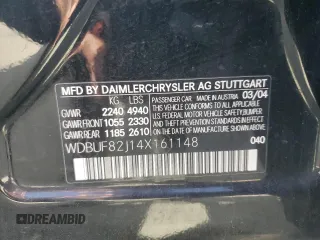 MFD. BY DAIMLERCHRYSLER AG STUTTGART
KG LBS MADE IN AUSTRIA 03/04
GVWR 2240 4940 THIS VEHICLE CONFORMS TO ALL
GAWR FRONT 1055 2330 APPLICABLE U.S. FEDERAL MOTOR
GAWR REAR 1185 2610 VEHICLE SAFETY, BUMPER
AND THEFT PREVENTION STANDARDS
IN EFFECT ON THE DATE OF
MANUFACTURE SHOWN ABOVE
WDBUF82J14X161148 040
DREAMBID